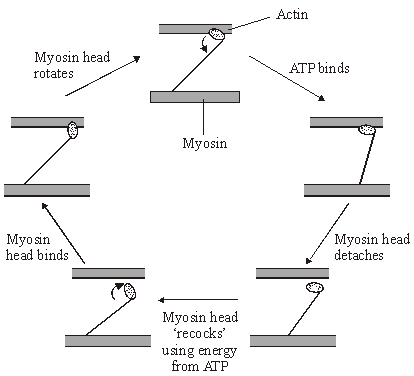 Actin
Myosin head
rotates
ATP binds
Myosin
Myosin
head binds
Myosin head
detaches
Myosin head
‘recocks’
using energy
from ATP